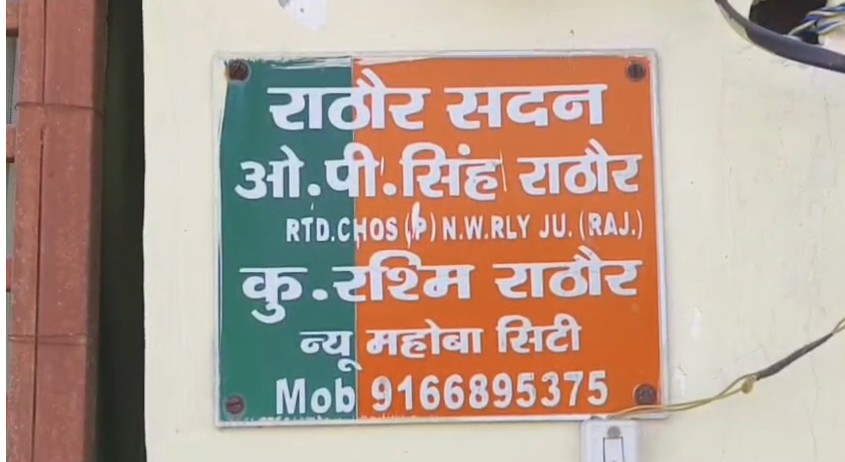 राठौर सदन
ओ.पी.सिंह राठौर
RTD.CHOS (P) N.W.RLY JU. (RAJ.)
कु.रश्मि राठौर
न्यू महोबा सिटी
Mob 9166895375